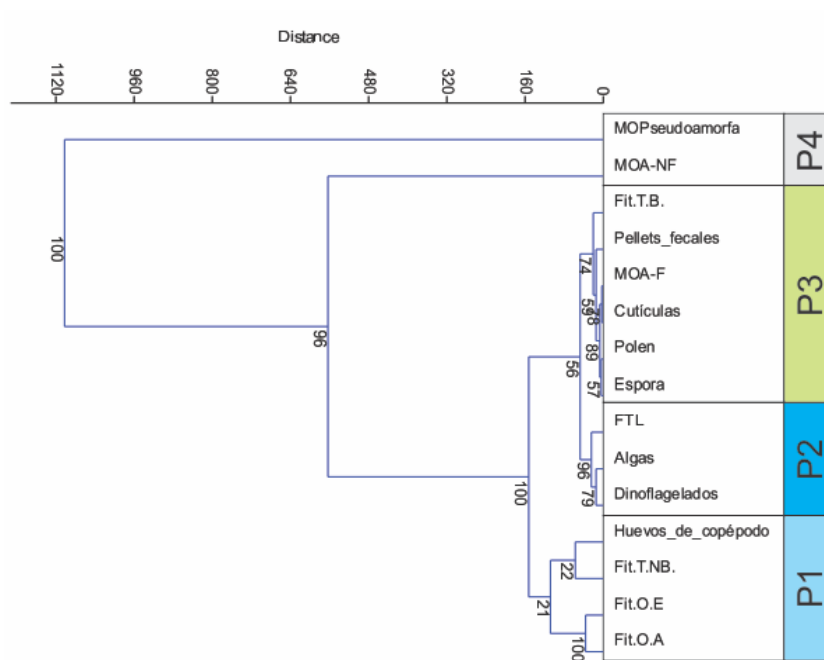 Distance
1120 960 800 640 480 320 160 0
MOPseudoamorfa
MOA-NF
P4
Fit.T.B.
Pellets_fecales
MOA-F
Cutículas
Polen
Espora
P3
FTL
Algas
Dinoflagelados
P2
Huevos_de_copépodo
Fit.T.NB.
Fit.O.E
Fit.O.A
P1
100
96
100
56
74
59
89
57
96
79
21
22
100